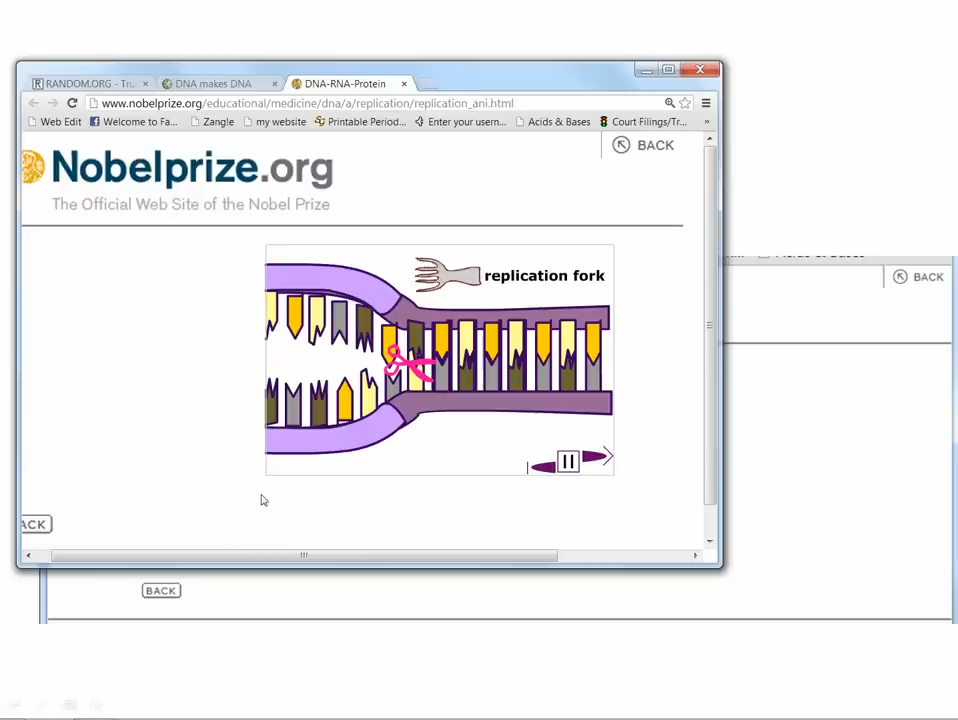 RANDOM.ORG - Tru
DNA makes DNA
DNA-RNA-Protein
www.nobelprize.org/educational/medicine/dna/a/replication/replication_ani.html
Web Edit
Welcome to Fa...
Zangle
my website
Printable Period...
Enter your usern...
Acids & Bases
Court Filings/Tr...
»
BACK
Nobelprize.org
The Official Web Site of the Nobel Prize
replication fork
BACK
ACK
BACK